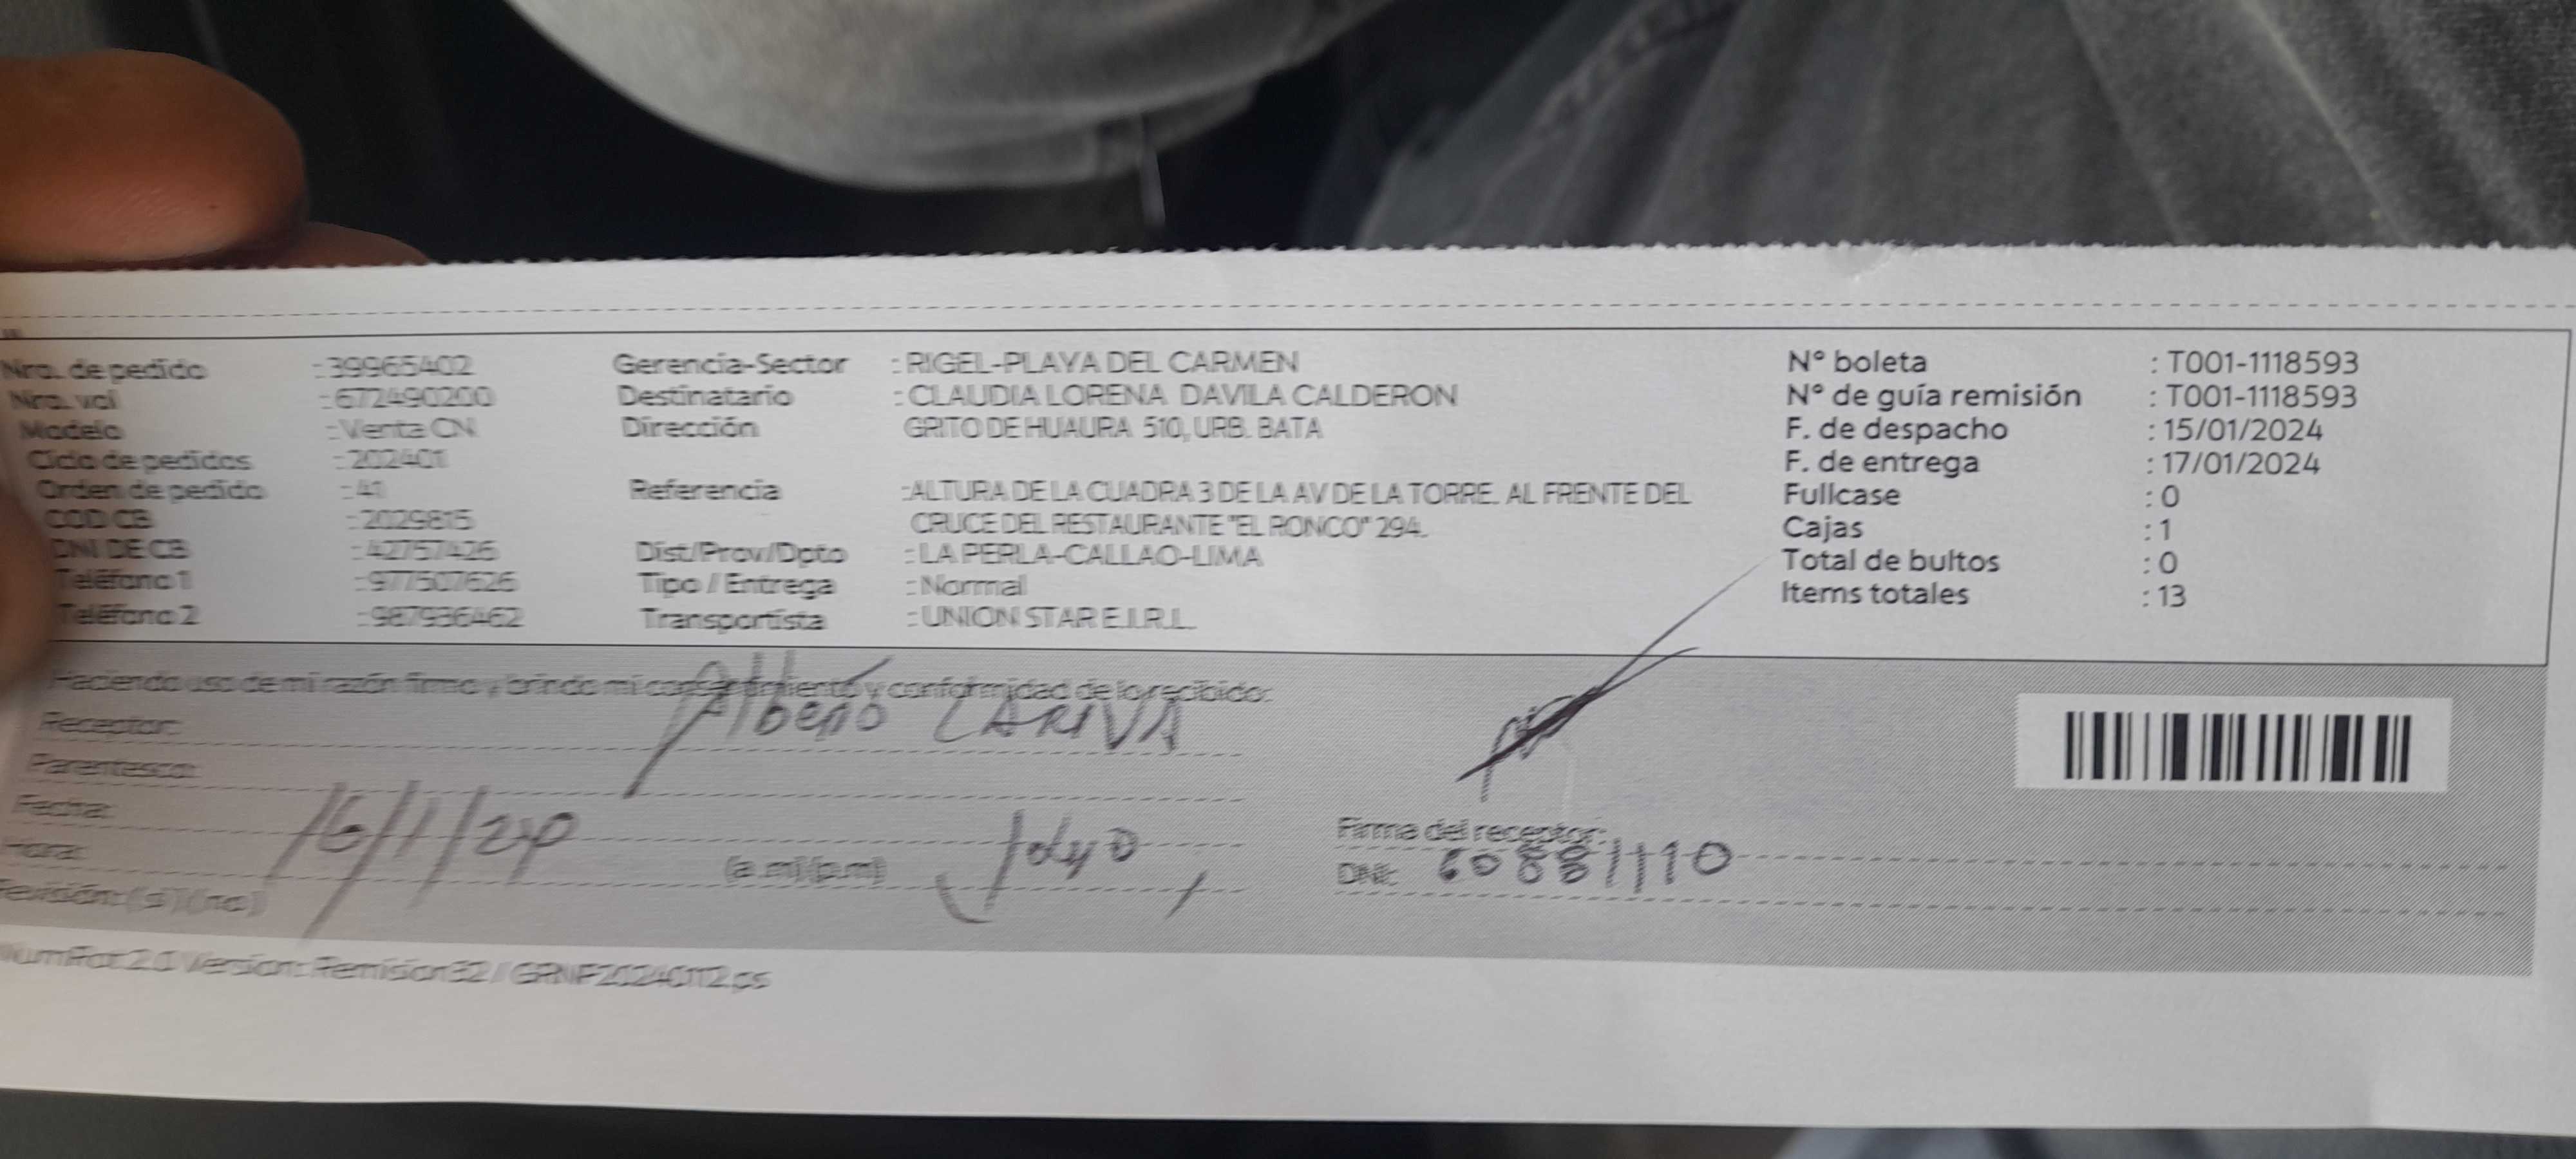 Nro. de pedido : 39965402
Nro. vol : 672490200
Modelo : Venta CN
Ciclo de pedidos : 202401
Orden de pedido : 41
COD CB : 2029815
DNI DE CB : 42757426
Teléfono 1 : 977507626
Teléfono 2 : 987936462
Gerencia-Sector : RIGEL-PLAYA DEL CARMEN
Destinatario : CLAUDIA LORENA DAVILA CALDERON
Dirección GRITO DE HUAURA 510, URB. BATA
Referencia :ALTURA DE LA CUADRA 3 DE LA AV DE LA TORRE. AL FRENTE DEL
CRUCE DEL RESTAURANTE "EL RONCO" 294.
Dist/Prov/Dpto : LA PERLA-CALLAO-LIMA
Tipo / Entrega : Normal
Transportista : UNION STAR E.I.R.L.
N° boleta : T001-1118593
N° de guía remisión : T001-1118593
F. de despacho : 15/01/2024
F. de entrega : 17/01/2024
Fullcase : 0
Cajas : 1
Total de bultos : 0
Items totales : 13
Haciendo uso de mi razón firmo y brindo mi consentimiento y conformidad de lo recibido:
Receptor: Alberto LARIVA
Parentesco:
Fecha: 16/1/24
Hora: (a.m)/(p.m)
Revisión: (si) (no)
Firma del receptor:
DNI: 60881110
2.0 Version: Remision32 / GRNF20240112.ps